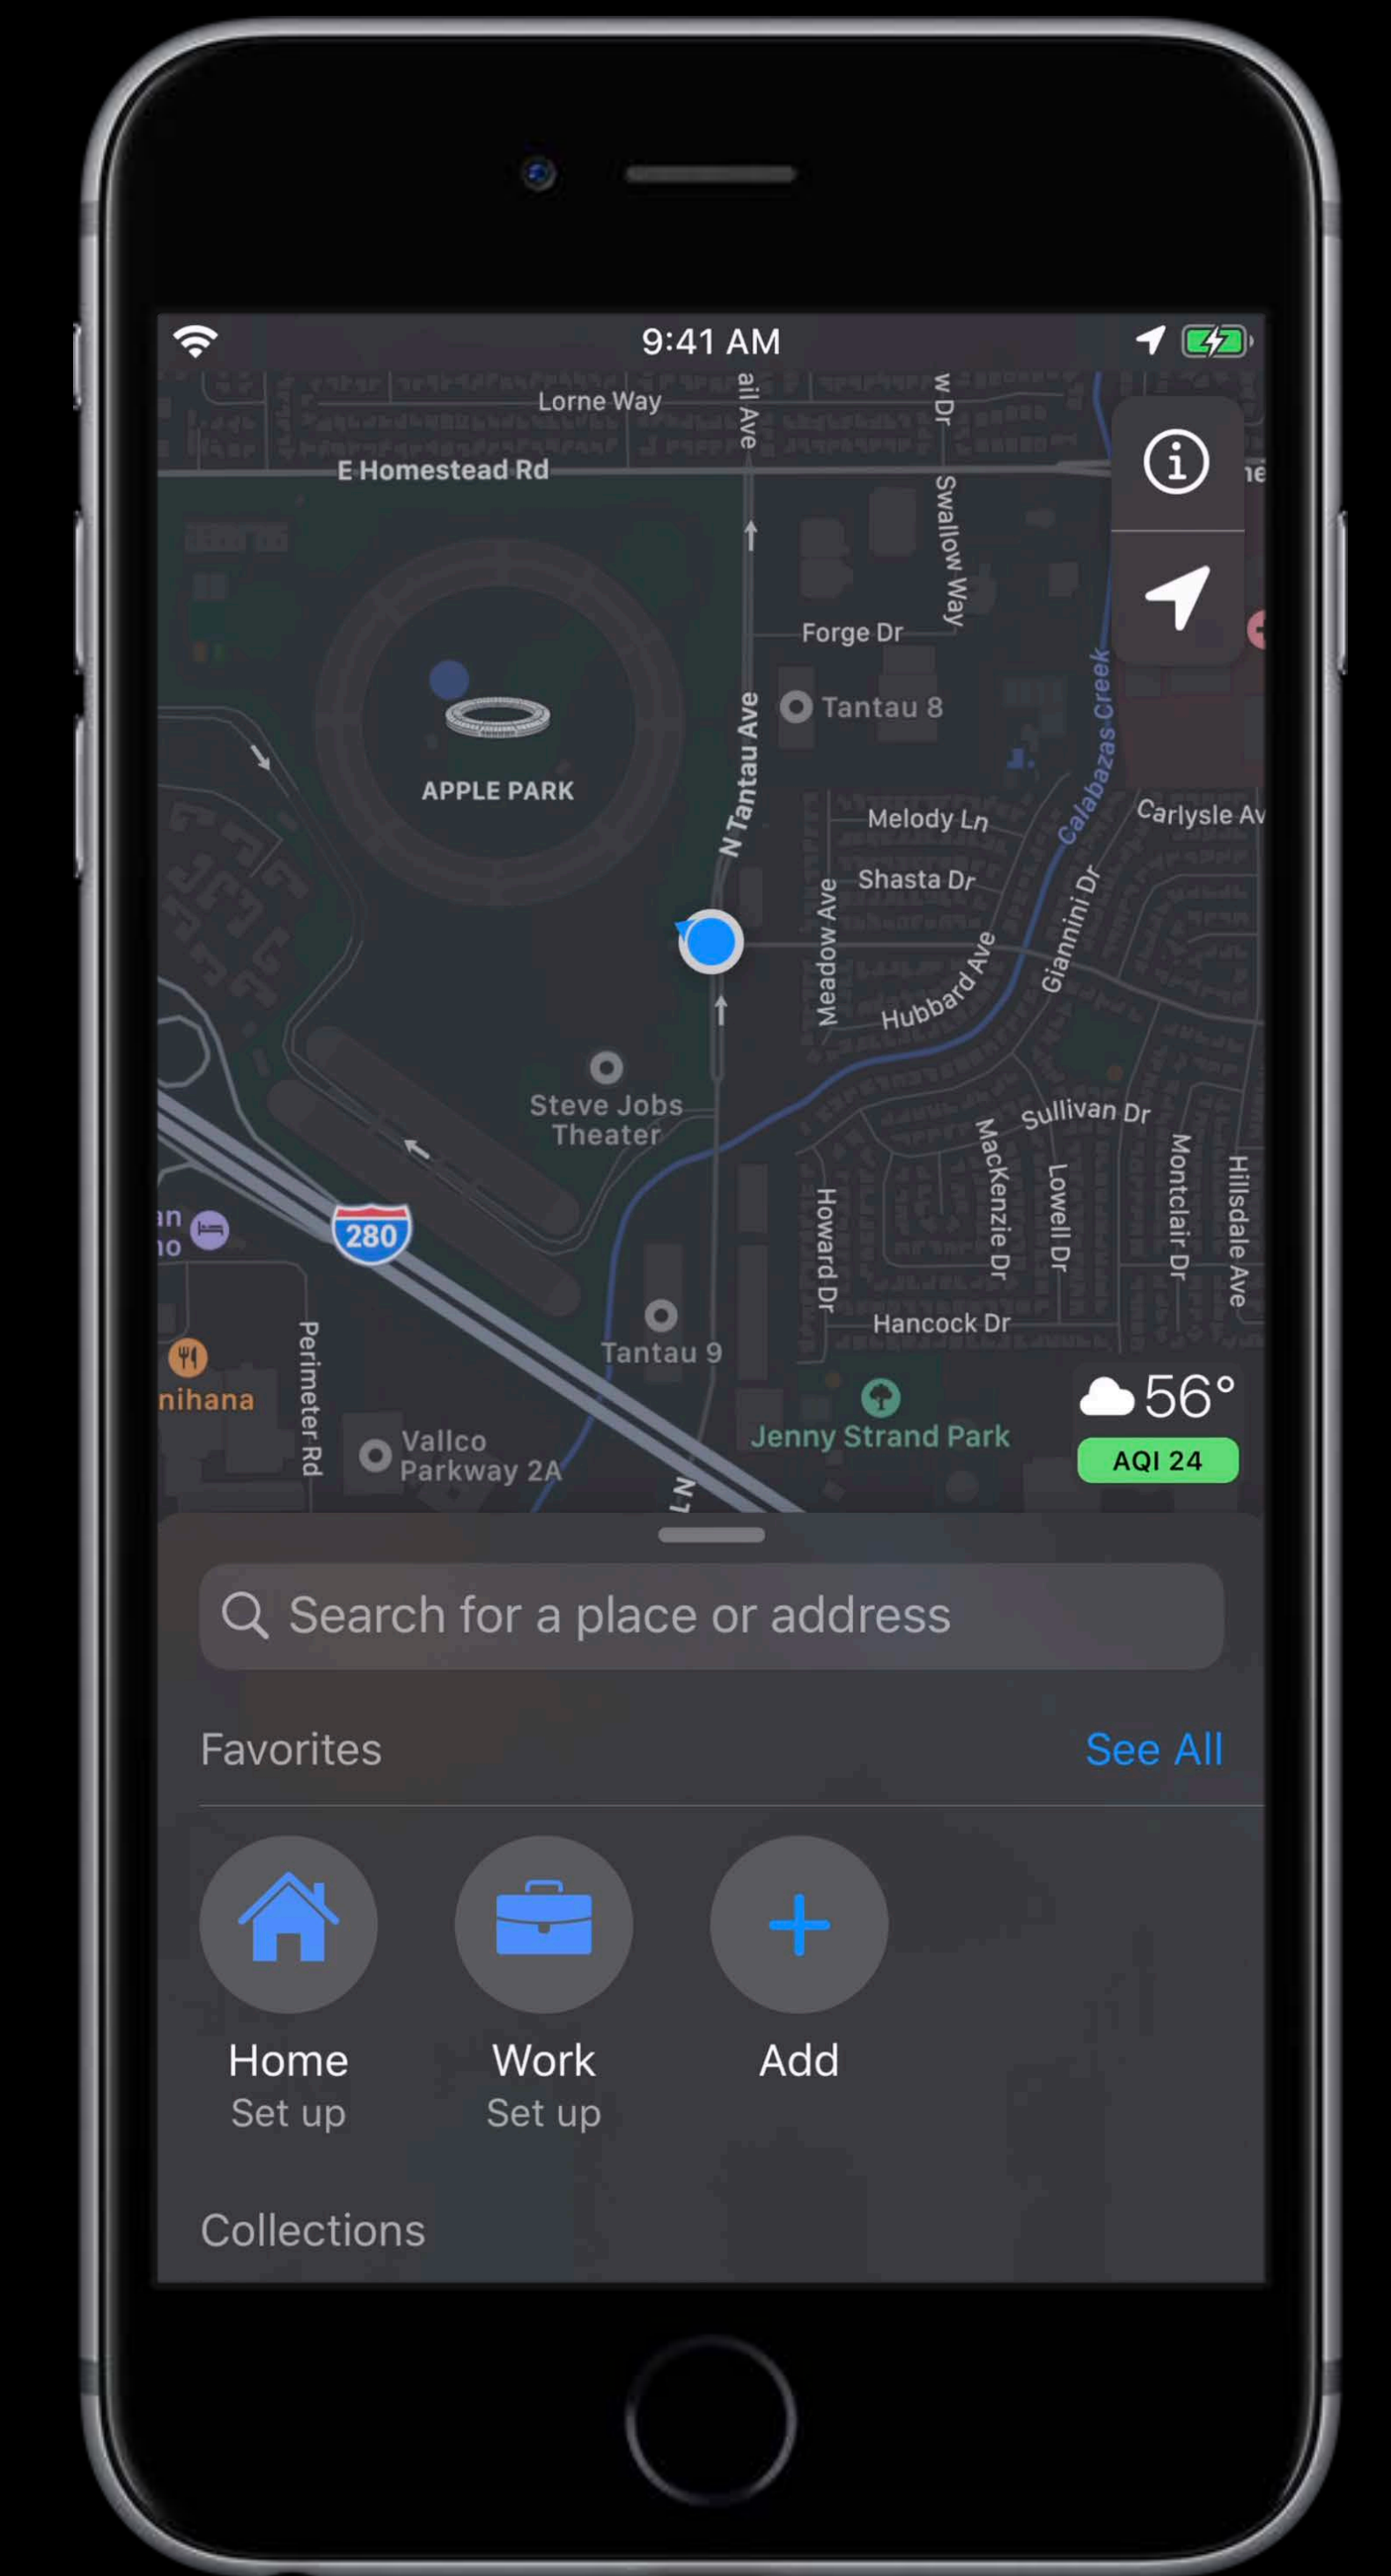 9:41 AM
Lorne Way
ail Ave
w Dr
E Homestead Rd
Swallow Way
Forge Dr
Calabazas Creek
N Tantau Ave
Tantau 8
APPLE PARK
Melody Ln
Carlysle Av
Shasta Dr
Meadow Ave
Hubbard Ave
Giannini Dr
Steve Jobs
Theater
Sullivan Dr
MacKenzie Dr
Lowell Dr
Montclair Dr
Hillsdale Ave
Howard Dr
280
Hancock Dr
Tantau 9
Perimeter Rd
nihana
Vallco
Parkway 2A
Jenny Strand Park
56°
AQI 24
Search for a place or address
Favorites
See All
Home
Work
Add
Set up
Set up
Collections